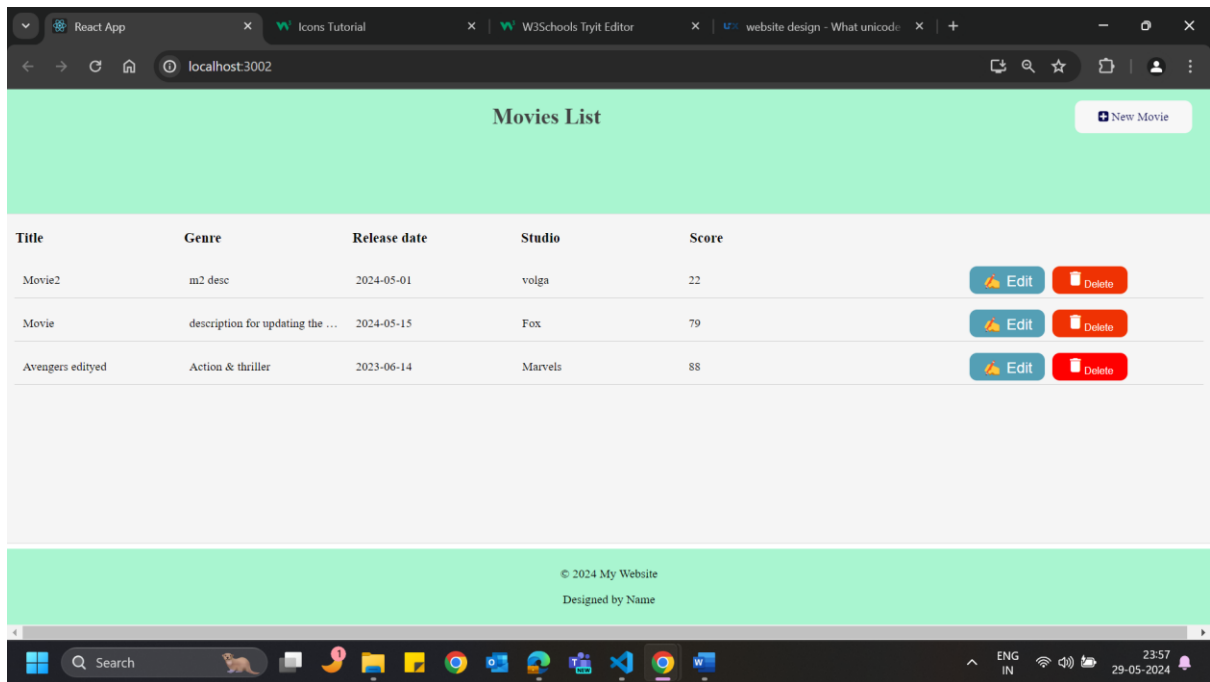 React App
Icons Tutorial
W3Schools Tryit Editor
website design - What unicode
localhost:3002
Movies List
New Movie
Title Genre Release date Studio Score
Movie2 m2 desc 2024-05-01 volga 22 Edit Delete
Movie description for updating the … 2024-05-15 Fox 79 Edit Delete
Avengers edityed Action & thriller 2023-06-14 Marvels 88 Edit Delete
© 2024 My Website
Designed by Name
Search
1
NEW
ENG
IN
23:57
29-05-2024